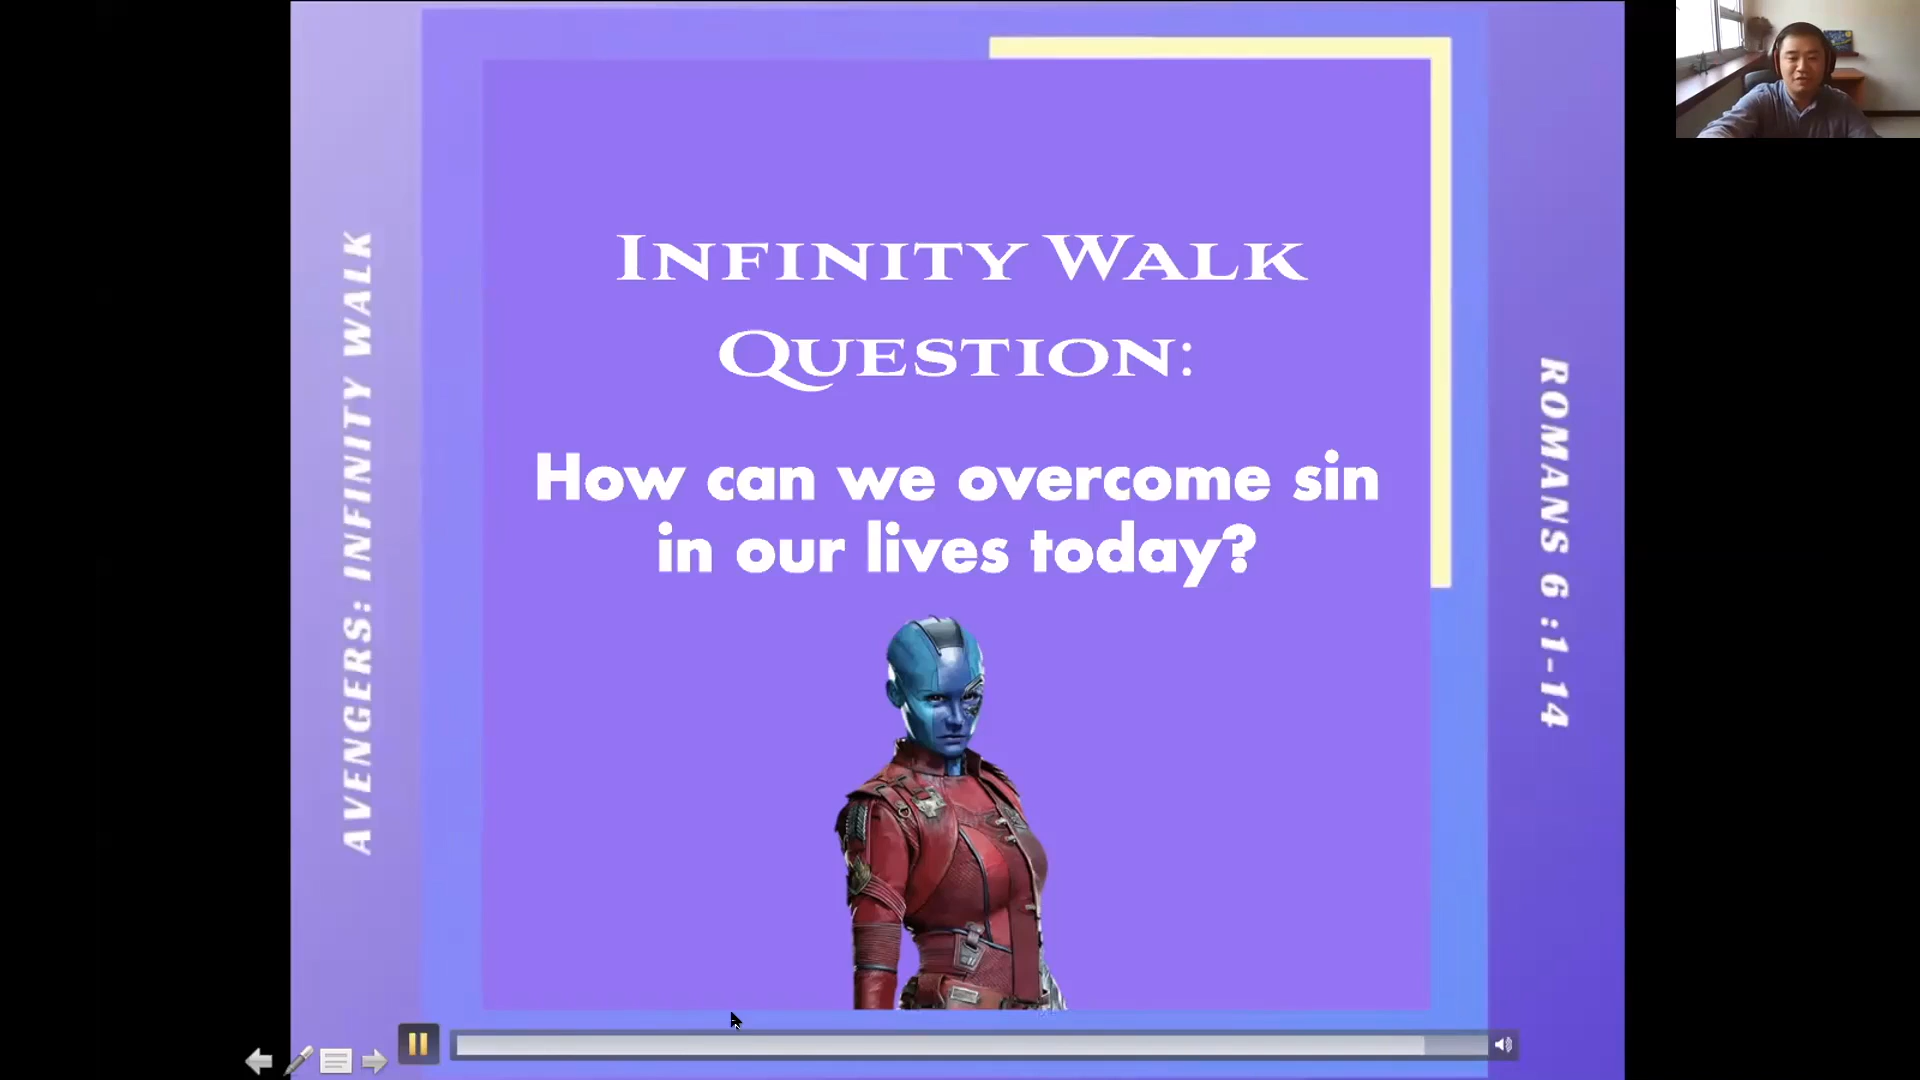 AVENGERS: INFINITY WALK
INFINITY WALK
QUESTION:
How can we overcome sin
in our lives today?
ROMANS 6 :1-14